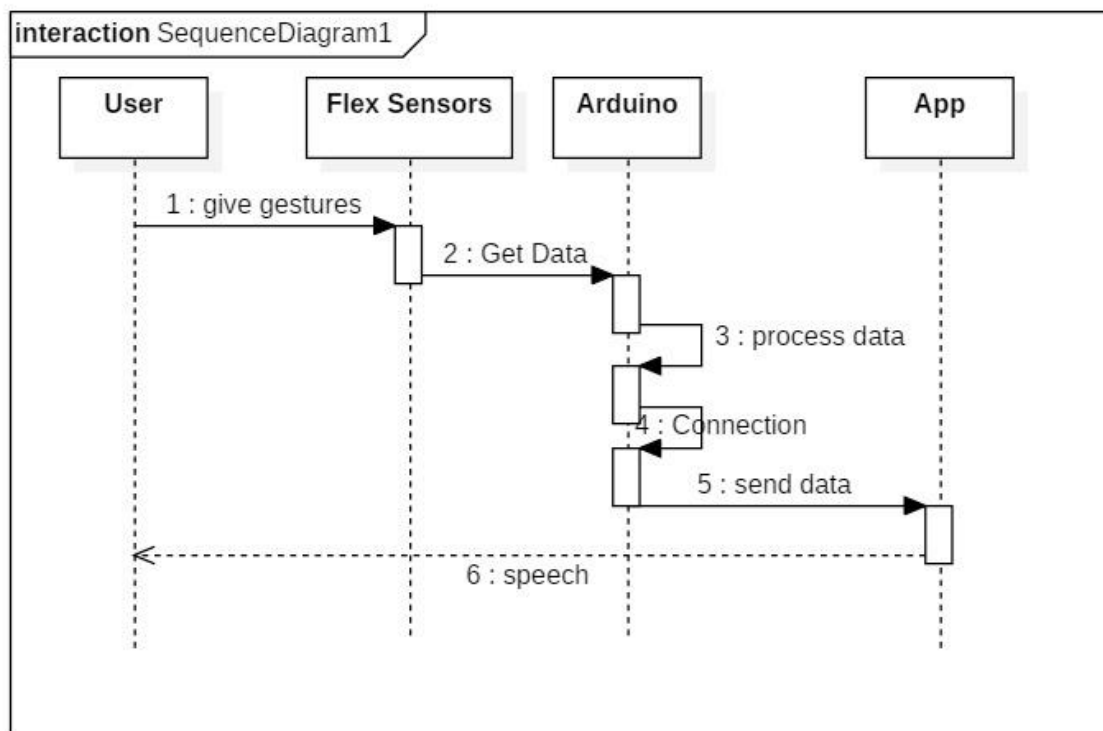 interaction SequenceDiagram1
User
Flex Sensors
Arduino
App
1 : give gestures
2 : Get Data
3 : process data
4 : Connection
5 : send data
6 : speech